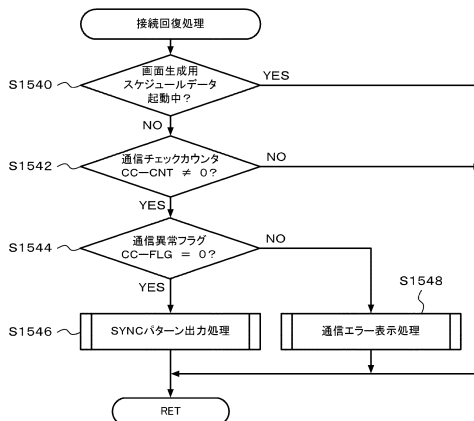 接続回復処理
S1540
画面生成用
スケジュールデータ
起動中?
YES
NO
S1542
通信チェックカウンタ
CC－CNT ≠ 0?
NO
YES
S1544
通信異常フラグ
CC－FLG = 0?
NO
YES
S1548
S1546
SYNCパターン出力処理
通信エラー表示処理
RET